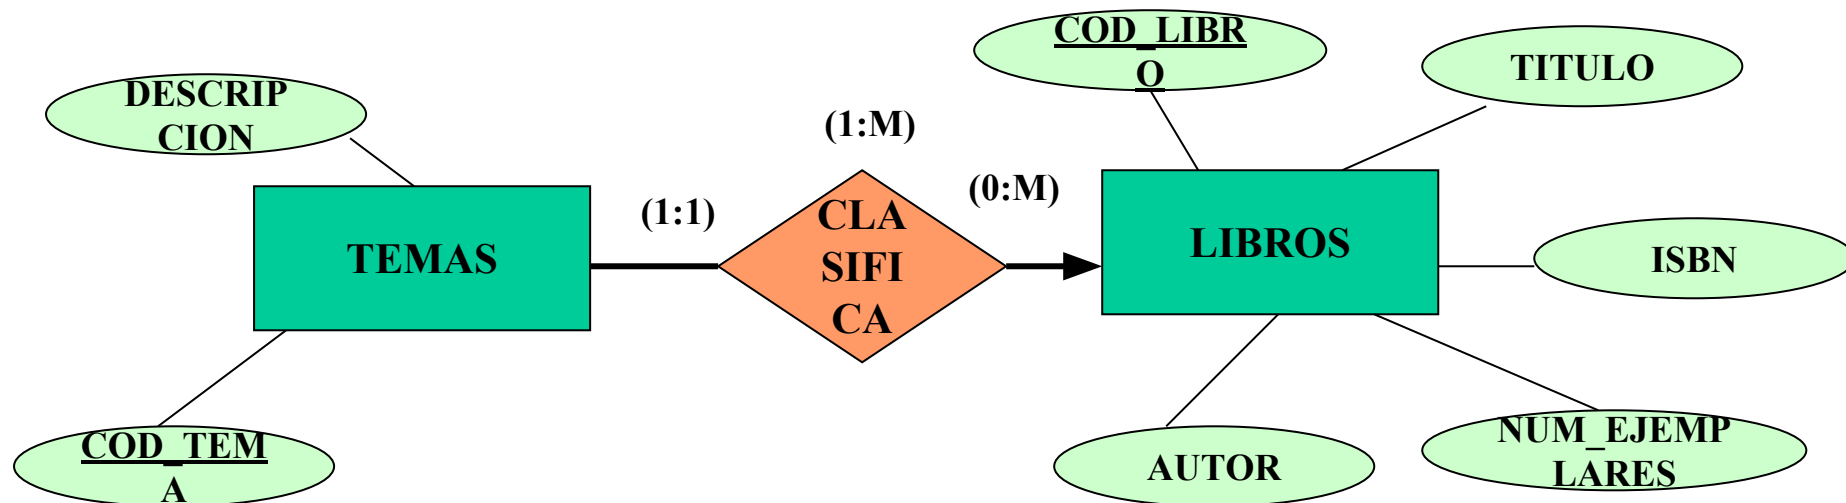 COD_LIBR
O
TITULO
DESCRIP
CION
(1:M)
(1:1)
(0:M)
TEMAS
CLA
SIFI
CA
LIBROS
ISBN
COD_TEM
A
AUTOR
NUM_EJEMP
LARES